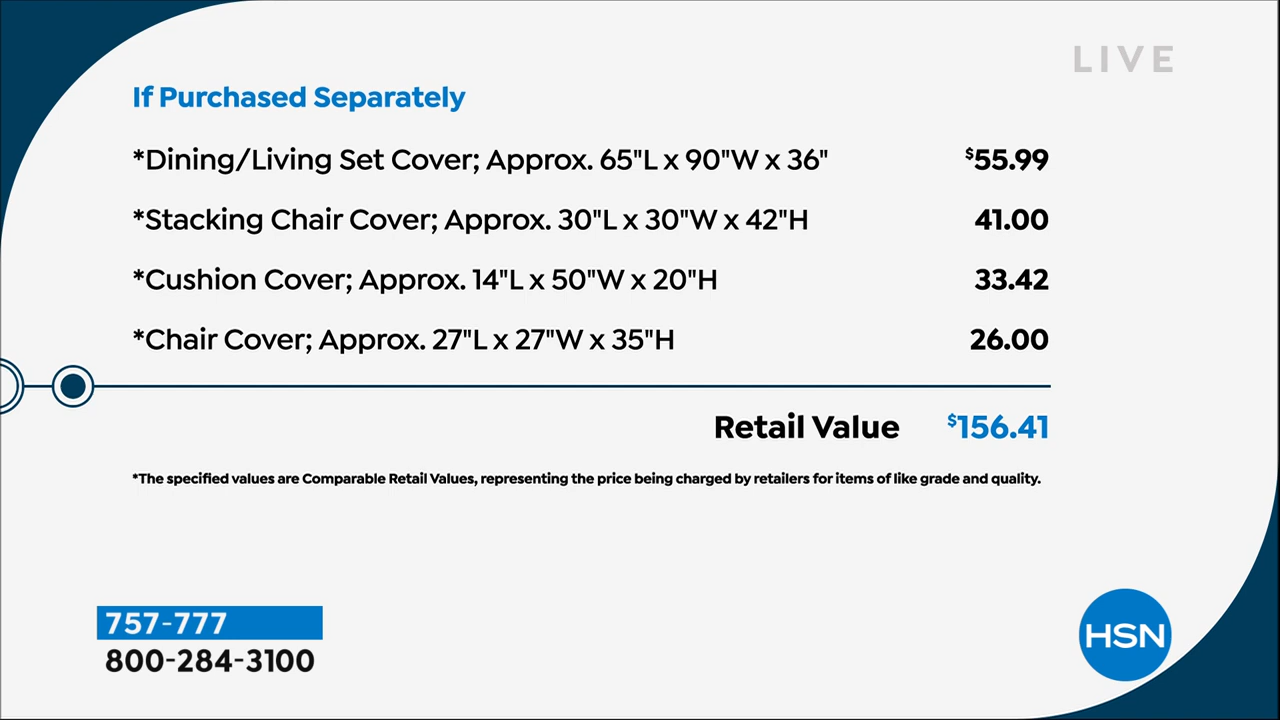 LIVE
If Purchased Separately
*Dining/Living Set Cover; Approx. 65"L x 90"W x 36" $55.99
*Stacking Chair Cover; Approx. 30"L x 30"W x 42"H 41.00
*Cushion Cover; Approx. 14"L x 50"W x 20"H 33.42
*Chair Cover; Approx. 27"L x 27"W x 35"H 26.00
Retail Value $156.41
*The specified values are Comparable Retail Values, representing the price being charged by retailers for items of like grade and quality.
757-777
800-284-3100
HSN